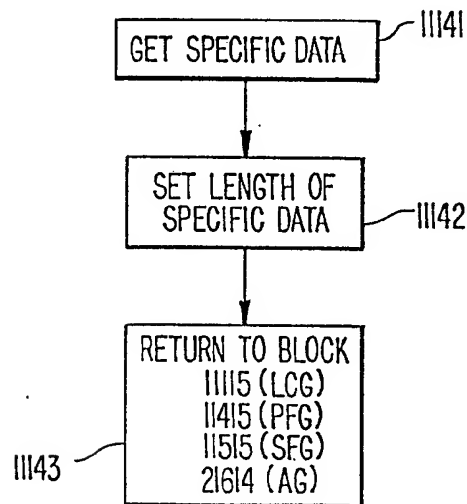 11141
GET SPECIFIC DATA
SET LENGTH OF
SPECIFIC DATA
11142
RETURN TO BLOCK
11115 (LCG)
11415 (PFG)
11515 (SFG)
21614 (AG)
11143